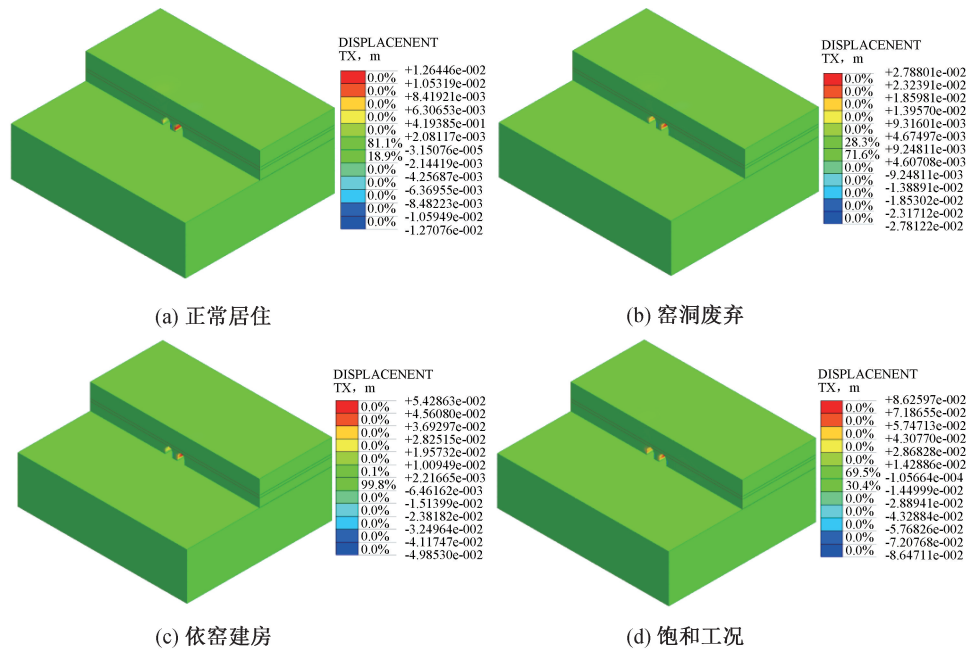 DISPLACENENT
TX, m
+1.26446e-002
0.0%
+1.05319e-002
0.0%
+8.41921e-003
0.0%
+6.30653e-003
0.0%
+4.19385e-001
0.0%
+2.08117e-003
81.1%
-3.15076e-005
18.9%
-2.14419e-003
0.0%
-4.25687e-003
0.0%
-6.36955e-003
0.0%
-8.48223e-003
0.0%
-1.05949e-002
0.0%
-1.27076e-002
(a) 正常居住
DISPLACENENT
TX, m
+2.78801e-002
0.0%
+2.32391e-002
0.0%
+1.85981e-002
0.0%
+1.39570e-002
0.0%
+9.31601e-003
0.0%
+4.67497e-003
28.3%
+9.24811e-003
71.6%
-4.60708e-003
0.0%
-9.24811e-003
0.0%
-1.38891e-002
0.0%
-1.85302e-002
0.0%
-2.31712e-002
0.0%
-2.78122e-002
(b) 窑洞废弃
DISPLACENENT
TX, m
+5.42863e-002
0.0%
+4.56080e-002
0.0%
+3.69297e-002
0.0%
+2.82515e-002
0.0%
+1.95732e-002
0.0%
+1.00949e-002
0.1%
+2.21665e-003
99.8%
-6.46162e-003
0.0%
-1.51399e-002
0.0%
-2.38182e-002
0.0%
-3.24964e-002
0.0%
-4.11747e-002
0.0%
-4.98530e-002
(c) 依窑建房
DISPLACENENT
TX, m
+8.62597e-002
0.0%
+7.18655e-002
0.0%
+5.74713e-002
0.0%
+4.30770e-002
0.0%
+2.86828e-002
0.0%
+1.42886e-002
69.5%
-1.05664e-004
30.4%
-1.44999e-002
0.0%
-2.88941e-002
0.0%
-4.32884e-002
0.0%
-5.76826e-002
0.0%
-7.20768e-002
0.0%
-8.64711e-002
(d) 饱和工况